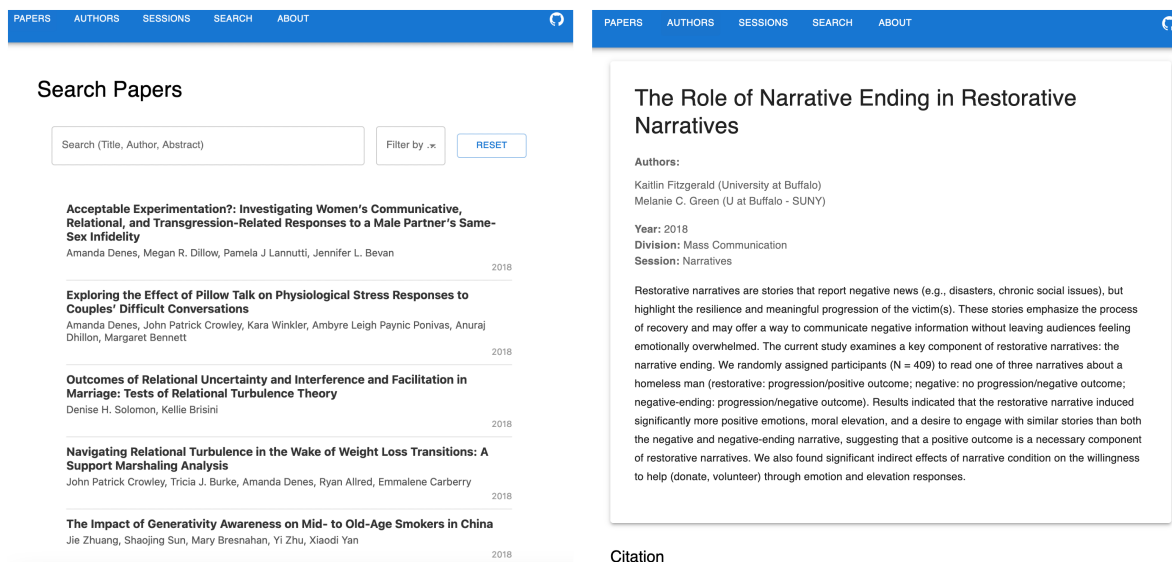 PAPERS AUTHORS SESSIONS SEARCH ABOUT
Search Papers
Search (Title, Author, Abstract)
Filter by ...
RESET
Acceptable Experimentation?: Investigating Women's Communicative,
Relational, and Transgression-Related Responses to a Male Partner's Same-
Sex Infidelity
Amanda Denes, Megan R. Dillow, Pamela J Lannutti, Jennifer L. Bevan
2018
Exploring the Effect of Pillow Talk on Physiological Stress Responses to
Couples' Difficult Conversations
Amanda Denes, John Patrick Crowley, Kara Winkler, Ambyre Leigh Paynic Ponivas, Anuraj
Dhillon, Margaret Bennett
2018
Outcomes of Relational Uncertainty and Interference and Facilitation in
Marriage: Tests of Relational Turbulence Theory
Denise H. Solomon, Kellie Brisini
2018
Navigating Relational Turbulence in the Wake of Weight Loss Transitions: A
Support Marshaling Analysis
John Patrick Crowley, Tricia J. Burke, Amanda Denes, Ryan Allred, Emmalene Carberry
2018
The Impact of Generativity Awareness on Mid- to Old-Age Smokers in China
Jie Zhuang, Shaojing Sun, Mary Bresnahan, Yi Zhu, Xiaodi Yan
2018
PAPERS AUTHORS SESSIONS SEARCH ABOUT
The Role of Narrative Ending in Restorative
Narratives
Authors:
Kaitlin Fitzgerald (University at Buffalo)
Melanie C. Green (U at Buffalo - SUNY)
Year: 2018
Division: Mass Communication
Session: Narratives
Restorative narratives are stories that report negative news (e.g., disasters, chronic social issues), but
highlight the resilience and meaningful progression of the victim(s). These stories emphasize the process
of recovery and may offer a way to communicate negative information without leaving audiences feeling
emotionally overwhelmed. The current study examines a key component of restorative narratives: the
narrative ending. We randomly assigned participants (N = 409) to read one of three narratives about a
homeless man (restorative: progression/positive outcome; negative: no progression/negative outcome;
negative-ending: progression/negative outcome). Results indicated that the restorative narrative induced
significantly more positive emotions, moral elevation, and a desire to engage with similar stories than both
the negative and negative-ending narrative, suggesting that a positive outcome is a necessary component
of restorative narratives. We also found significant indirect effects of narrative condition on the willingness
to help (donate, volunteer) through emotion and elevation responses.
Citation